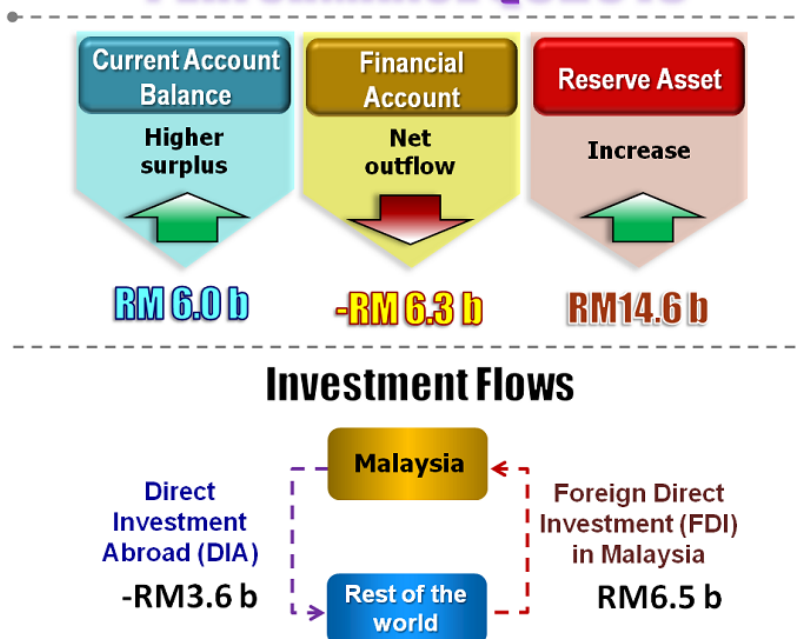 Current Account
Balance
Higher
surplus
RM 6.0 b
Financial
Account
Net
outflow
-RM 6.3 b
Reserve Asset
Increase
RM14.6 b
Investment Flows
Malaysia
Direct
Investment
Abroad (DIA)
-RM3.6 b
Foreign Direct
Investment (FDI)
in Malaysia
RM6.5 b
Rest of the
world